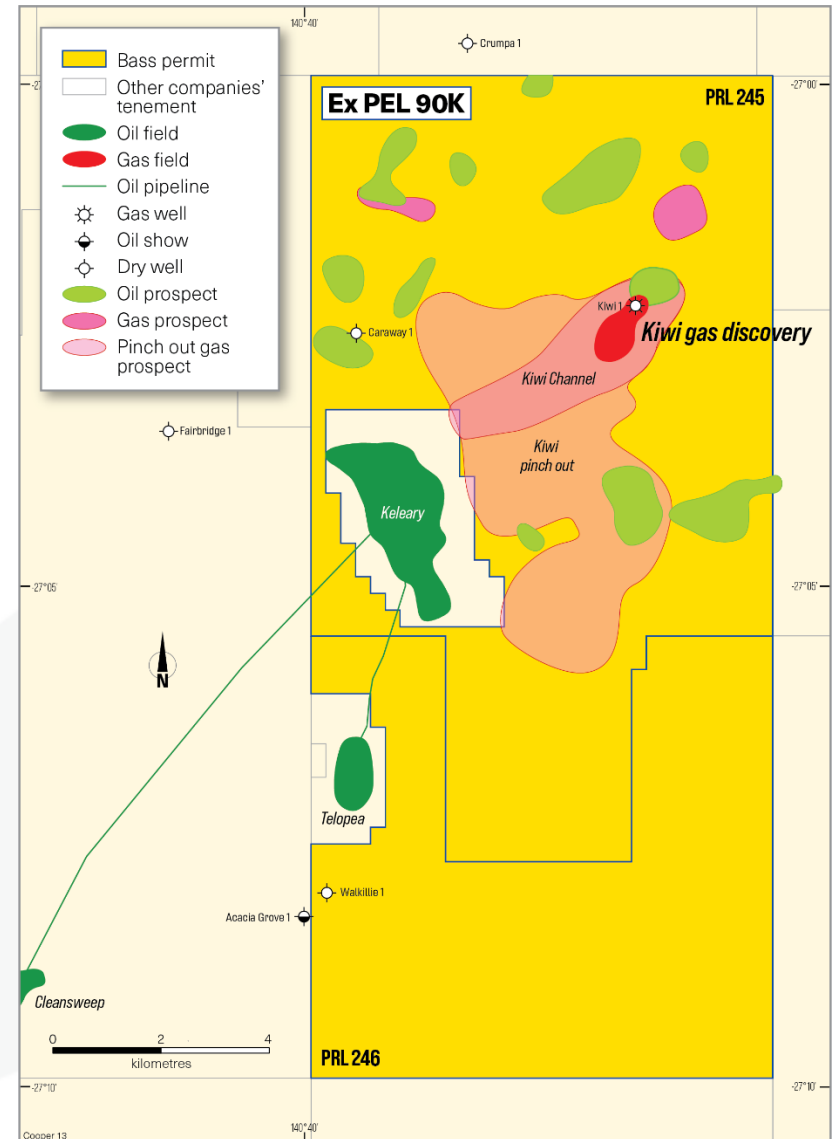 140°40'
Crumpa 1
Bass permit
Other companies'
tenement
Oil field
Gas field
Oil pipeline
Gas well
Oil show
Dry well
Oil prospect
Gas prospect
Pinch out gas
prospect
-27°00'
Ex PEL 90K
PRL 245
Kiwi 1
Kiwi gas discovery
Caraway 1
Kiwi Channel
Fairbridge 1
Kiwi
pinch out
Keleary
-27°05'
-27°05'
N
Telopea
Walkillie 1
Acacia Grove 1
Cleansweep
0 2 4
kilometres
PRL 246
-27°10'
-27°10'
Cooper 13
140°40'